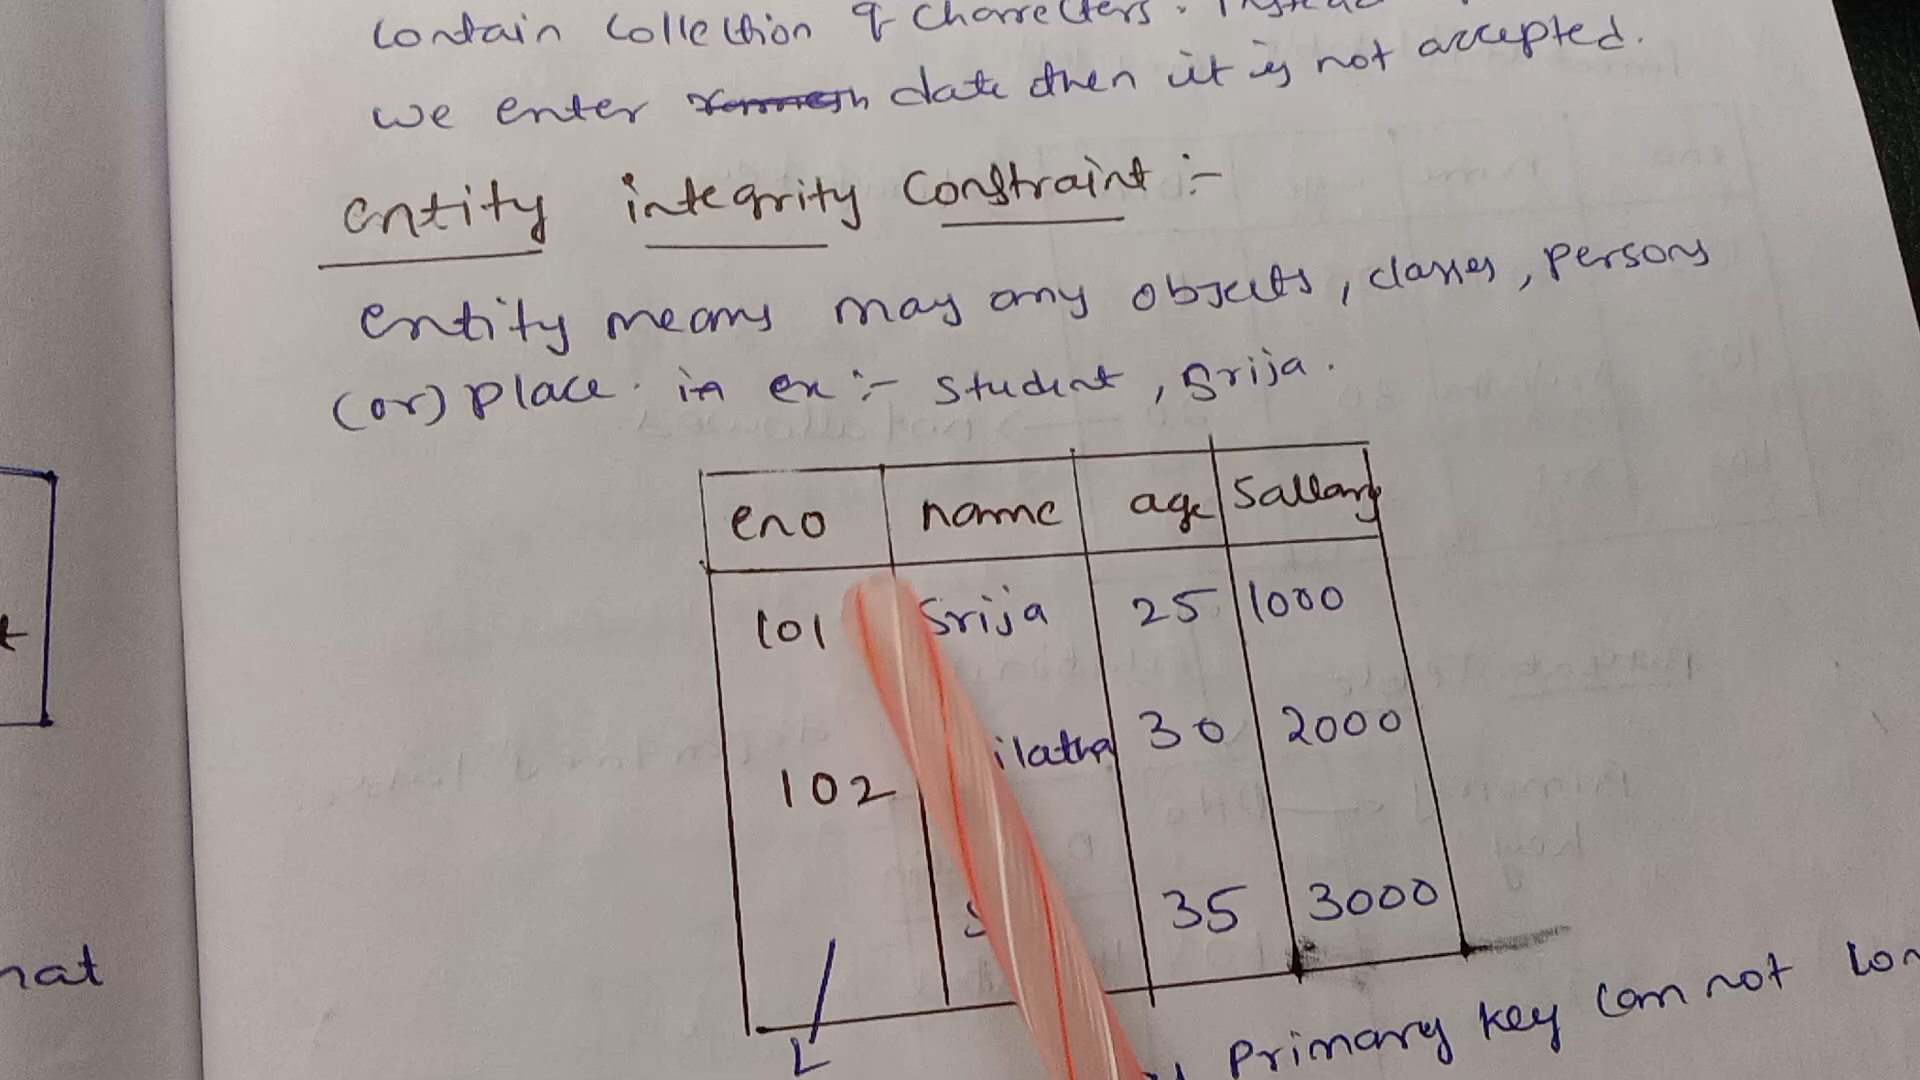 contain collection of charrecters. Instead
we enter date then it is not accepted.
entity integrity constraint :-
entity means may any objects, classes, persons
(or) place. in ex :- student, Srija.
eno name age Sallary
101 Srija 25 1000
102 30 2000
35 3000
Primary key can not